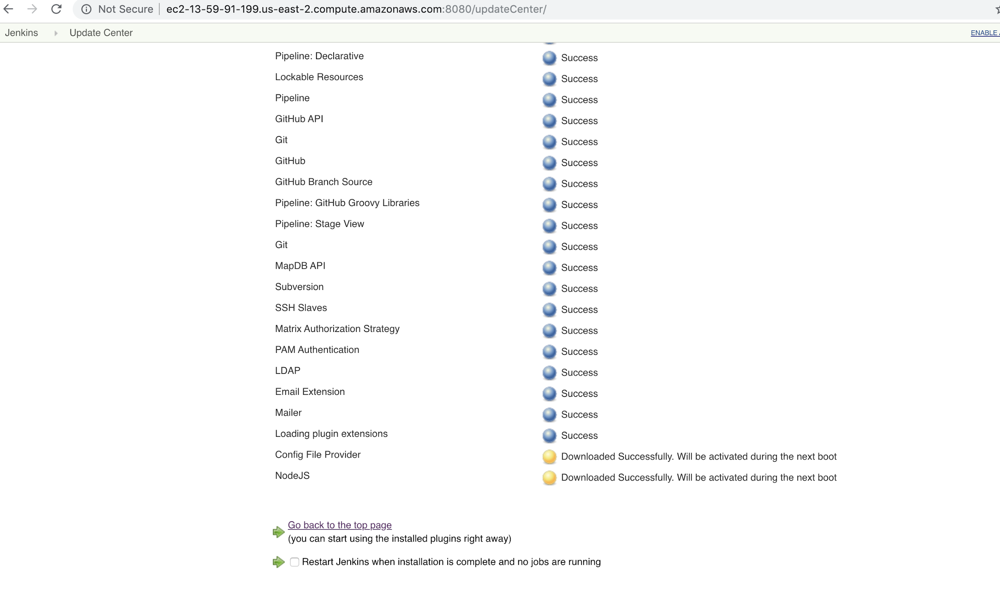 Not Secure ec2-13-59-91-199.us-east-2.compute.amazonaws.com:8080/updateCenter/
Jenkins Update Center ENABLE
Pipeline: Declarative Success
Lockable Resources Success
Pipeline Success
GitHub API Success
Git Success
GitHub Success
GitHub Branch Source Success
Pipeline: GitHub Groovy Libraries Success
Pipeline: Stage View Success
Git Success
MapDB API Success
Subversion Success
SSH Slaves Success
Matrix Authorization Strategy Success
PAM Authentication Success
LDAP Success
Email Extension Success
Mailer Success
Loading plugin extensions Success
Config File Provider Downloaded Successfully. Will be activated during the next boot
NodeJS Downloaded Successfully. Will be activated during the next boot
Go back to the top page
(you can start using the installed plugins right away)
Restart Jenkins when installation is complete and no jobs are running